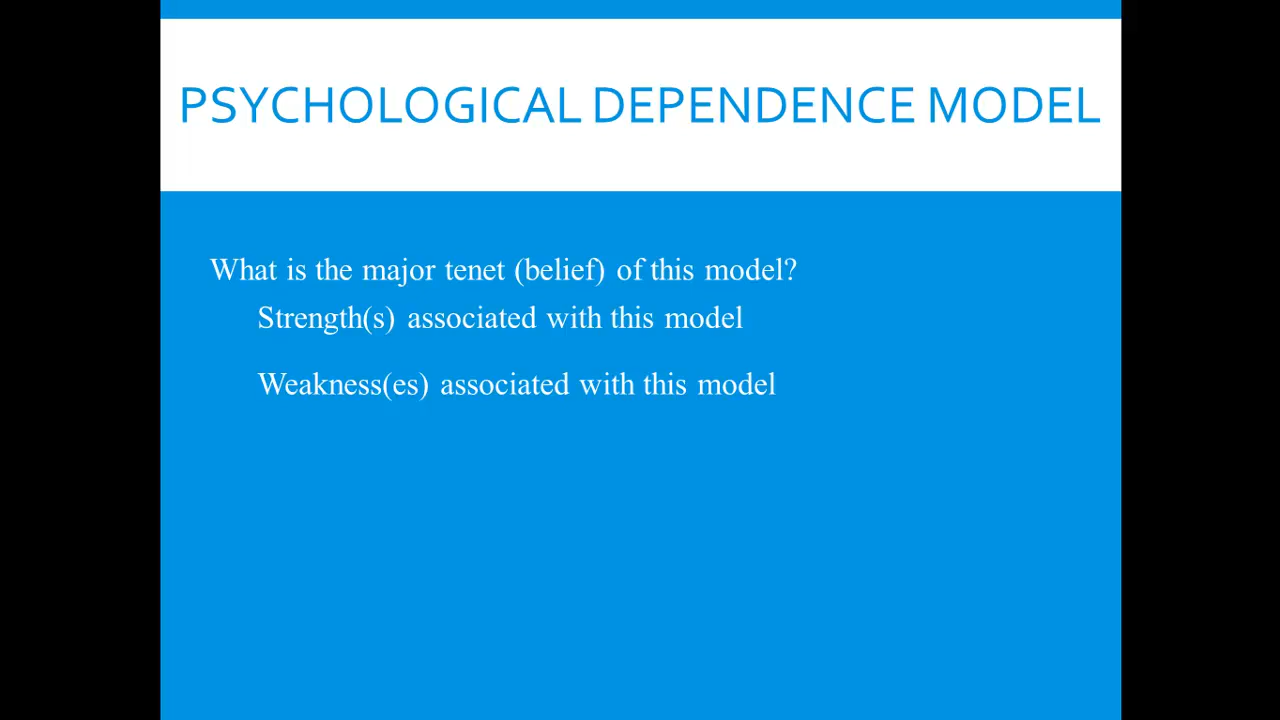 PSYCHOLOGICAL DEPENDENCE MODEL
What is the major tenet (belief) of this model?
Strength(s) associated with this model
Weakness(es) associated with this model